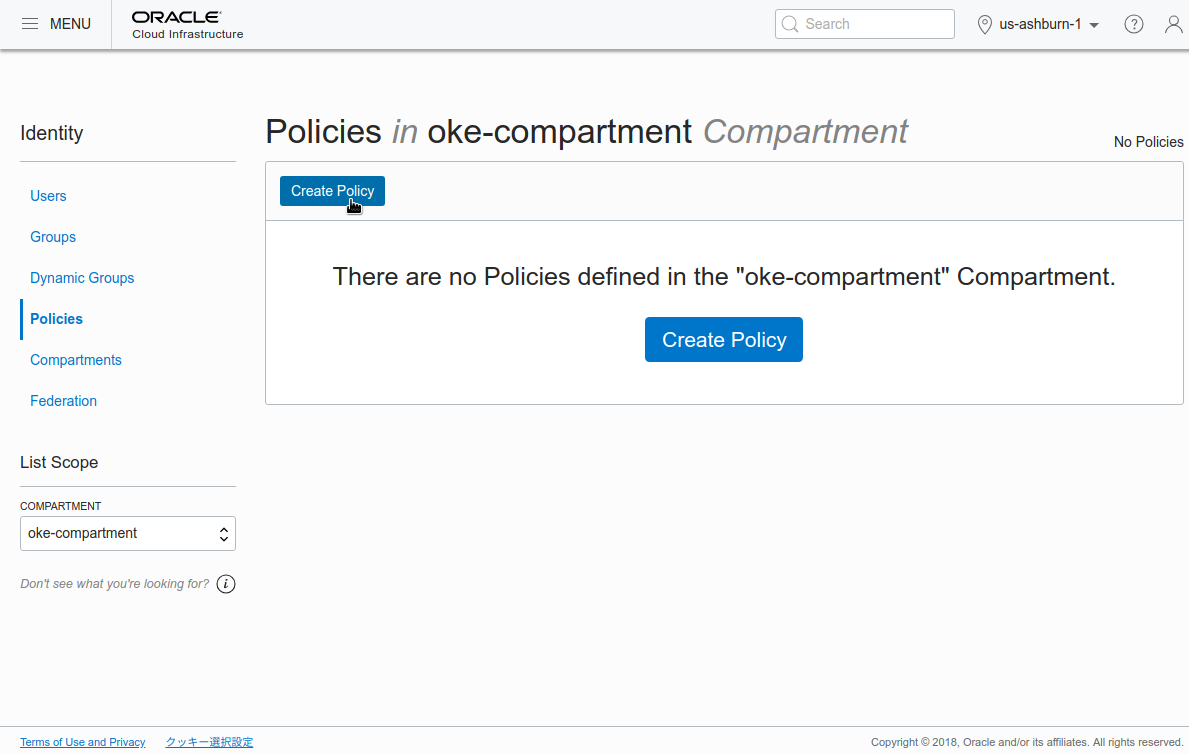 MENU
ORACLE
Cloud Infrastructure
Search
us-ashburn-1
Identity
Users
Groups
Dynamic Groups
Policies
Compartments
Federation
List Scope
COMPARTMENT
oke-compartment
Don't see what you're looking for?
Policies in oke-compartment Compartment
No Policies
Create Policy
There are no Policies defined in the "oke-compartment" Compartment.
Create Policy
Terms of Use and Privacy
クッキー選択設定
Copyright © 2018, Oracle and/or its affiliates. All rights reserved.